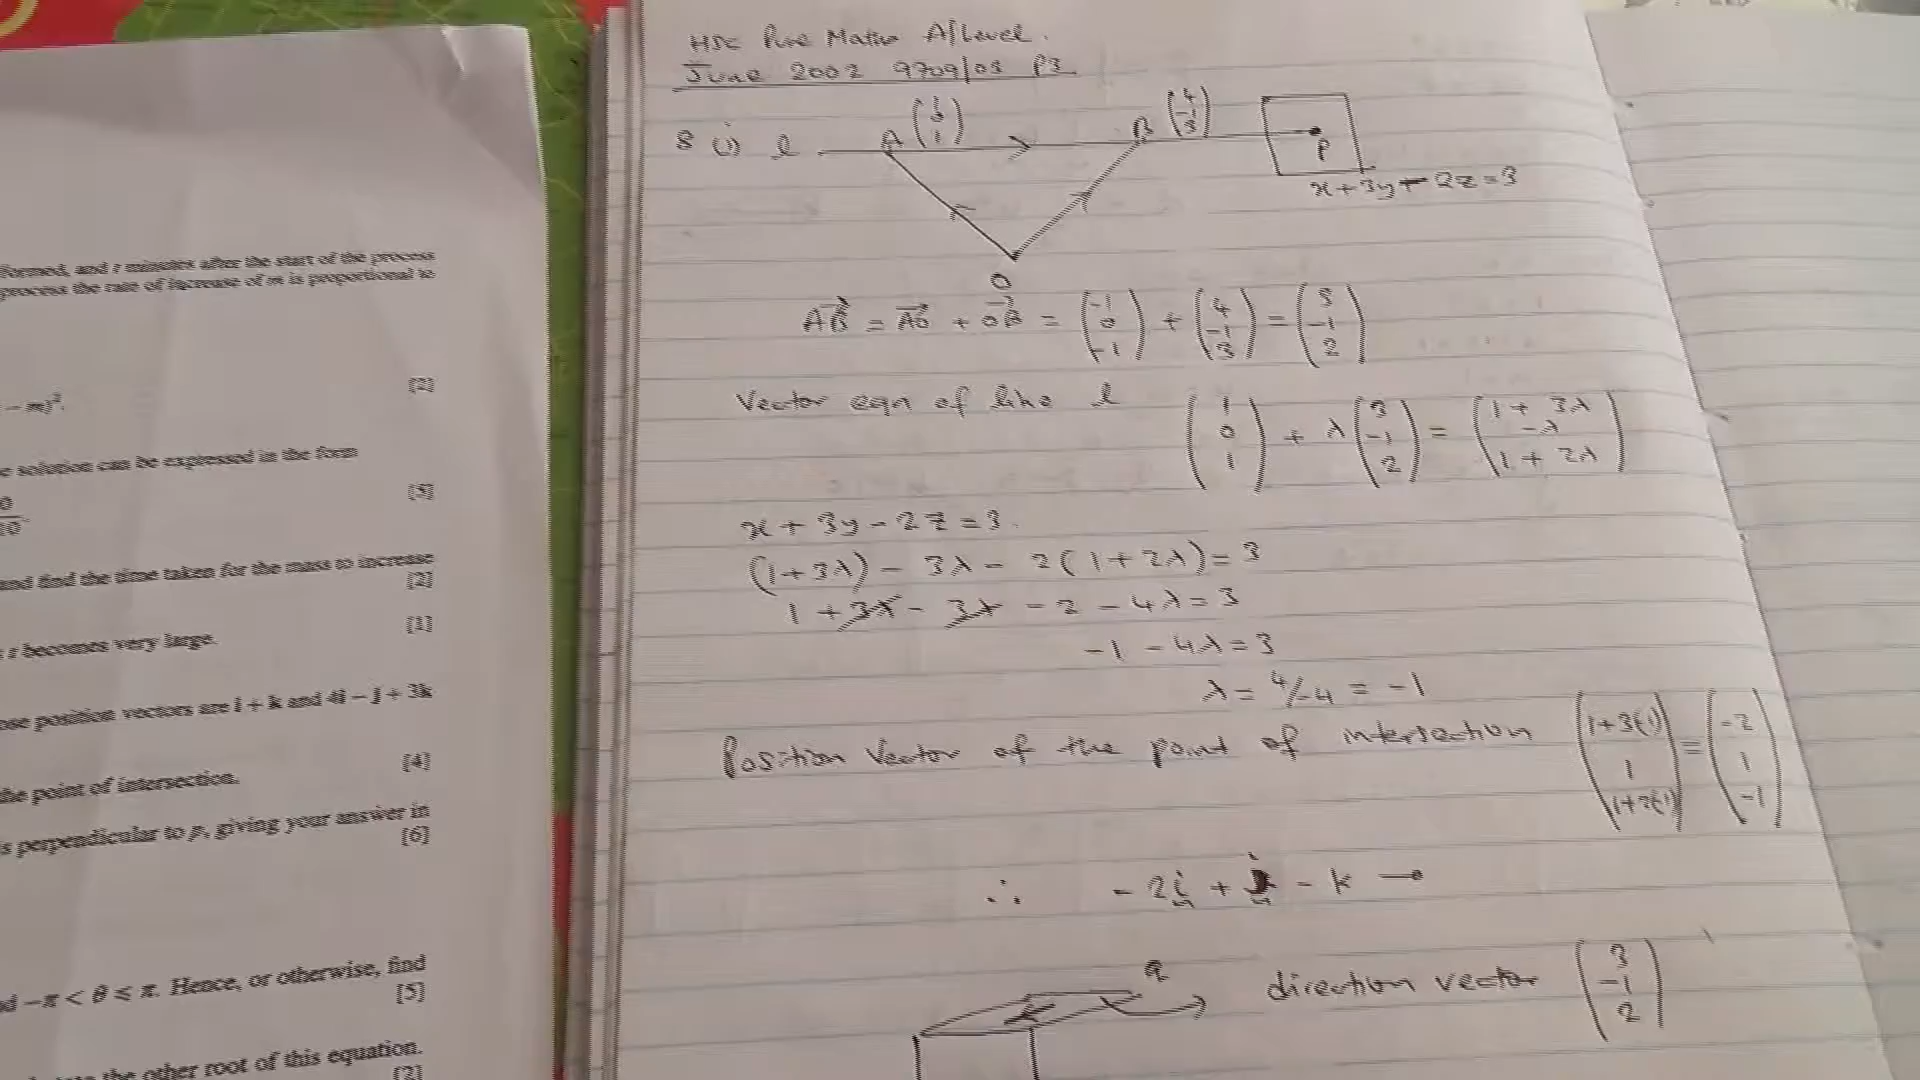 formed, and t minutes after the start of the process
process the rate of increase of m is proportional to
[2]
– m)².
e solution can be expressed in the form
[5]
and find the time taken for the mass to increase
[2]
[1]
s t becomes very large.
ose position vectors are i + k and 4i – j + 3k
[4]
the point of intersection.
s perpendicular to p, giving your answer in
[6]
d –π < θ ⩽ π. Hence, or otherwise, find
[5]
the other root of this equation.
[2]
HSC Pure Maths A/Level.
June 2002 9709/03 P3
8 (i) l A B (4 -1 3) P
x + 3y - 2z = 3
O
AB = AO + OB = (-1 0 -1) + (4 -1 3) = (3 -1 2)
Vector eqn of line l (1 0 1) + λ(3 -1 2) = (1 + 3λ -λ 1 + 2λ)
x + 3y - 2z = 3.
(1+3λ) - 3λ - 2(1+2λ) = 3
1 + 3λ - 3λ - 2 - 4λ = 3
-1 - 4λ = 3
λ = 4/-4 = -1
Position Vector of the point of intersection (1+3(-1) 1 1+2(-1)) = (-2 1 -1)
∴ -2i + j - k
a direction vector (3 -1 2)